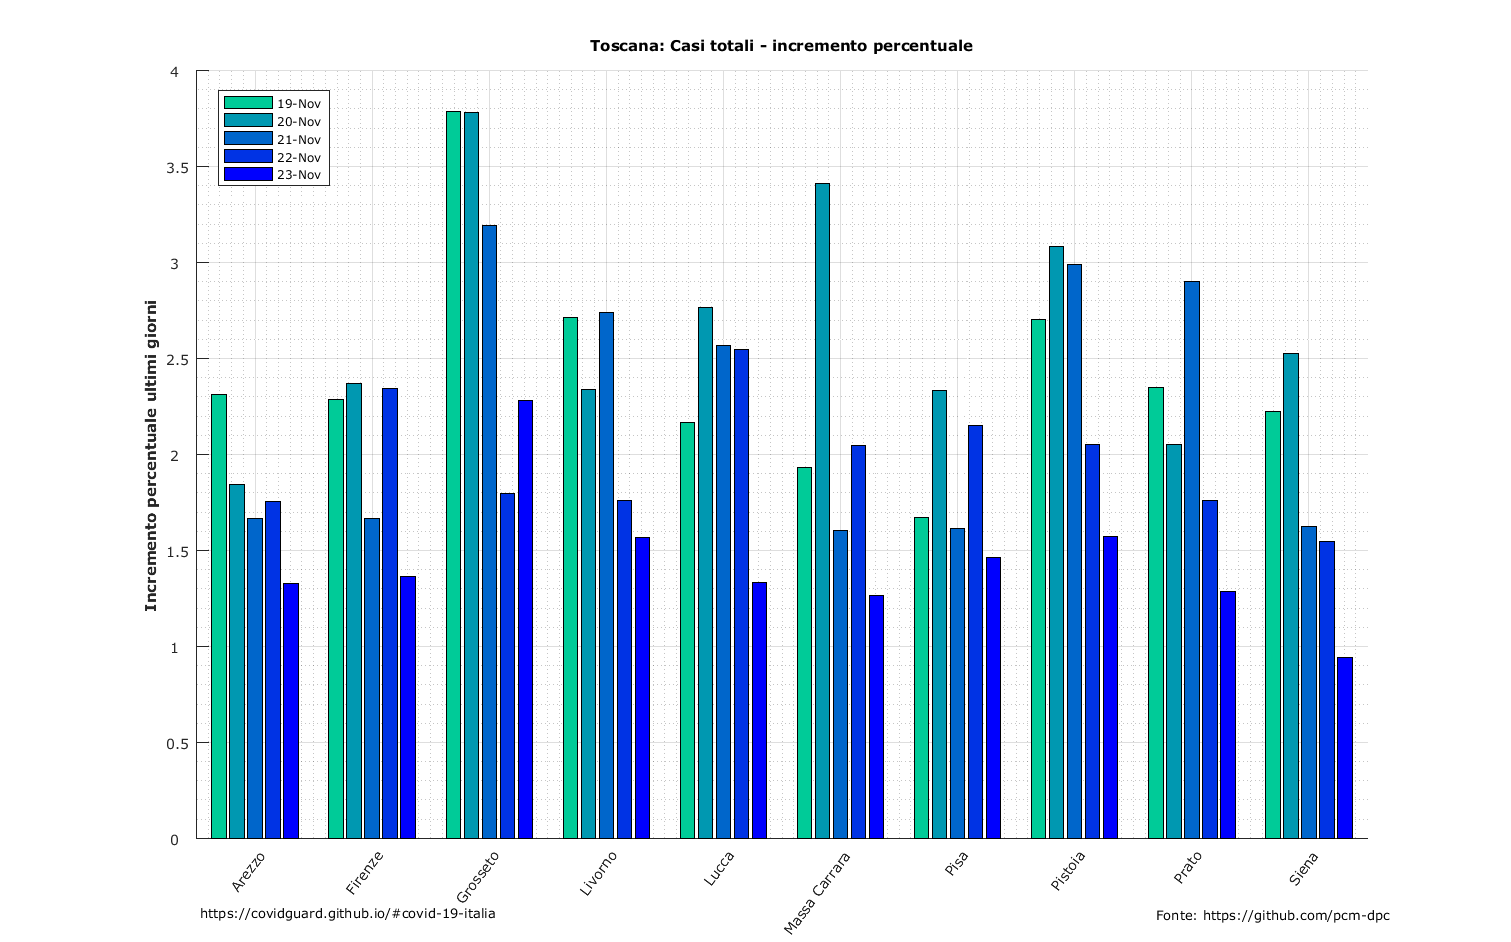 Toscana: Casi totali - incremento percentuale
4
3.5
3
2.5
2
1.5
1
0.5
0
Incremento percentuale ultimi giorni
19-Nov
20-Nov
21-Nov
22-Nov
23-Nov
Arezzo
Firenze
Grosseto
Livorno
Lucca
Massa Carrara
Pisa
Pistoia
Prato
Siena
https://covidguard.github.io/#covid-19-italia
Fonte: https://github.com/pcm-dpc